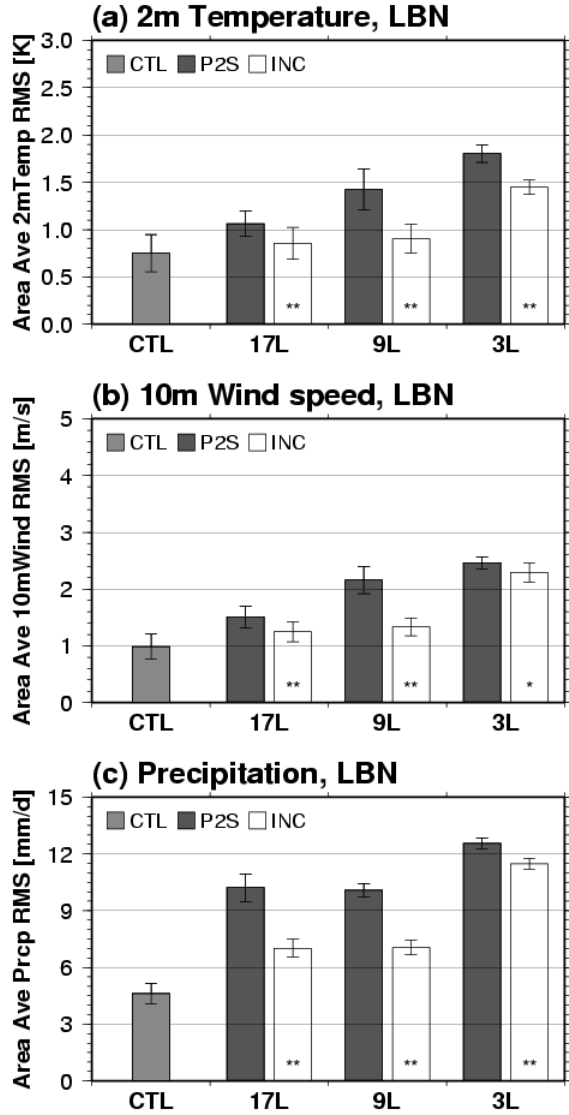 (a) 2m Temperature, LBN
Area Ave 2mTemp RMS [K]
3.0
2.5
2.0
1.5
1.0
0.5
0.0
CTL P2S INC
** ** **
CTL 17L 9L 3L
(b) 10m Wind speed, LBN
Area Ave 10mWind RMS [m/s]
5
4
3
2
1
0
CTL P2S INC
** ** *
CTL 17L 9L 3L
(c) Precipitation, LBN
Area Ave Prcp RMS [mm/d]
15
12
9
6
3
0
CTL P2S INC
** ** **
CTL 17L 9L 3L